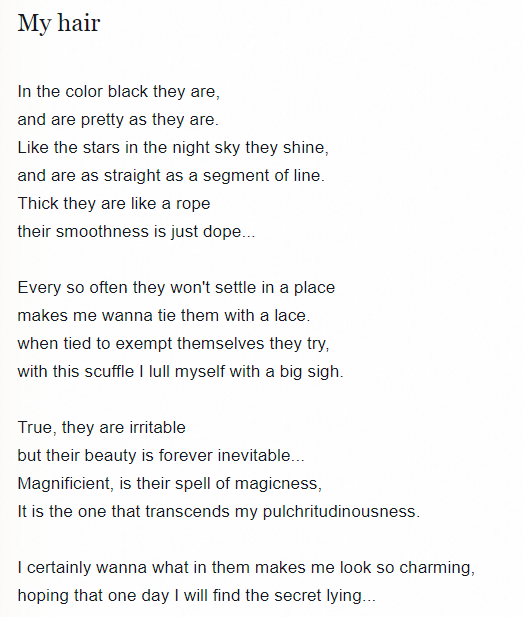 My hair
In the color black they are,
and are pretty as they are.
Like the stars in the night sky they shine,
and are as straight as a segment of line.
Thick they are like a rope
their smoothness is just dope...
Every so often they won't settle in a place
makes me wanna tie them with a lace.
when tied to exempt themselves they try,
with this scuffle I lull myself with a big sigh.
True, they are irritable
but their beauty is forever inevitable...
Magnificient, is their spell of magicness,
It is the one that transcends my pulchritudinousness.
I certainly wanna what in them makes me look so charming,
hoping that one day I will find the secret lying...